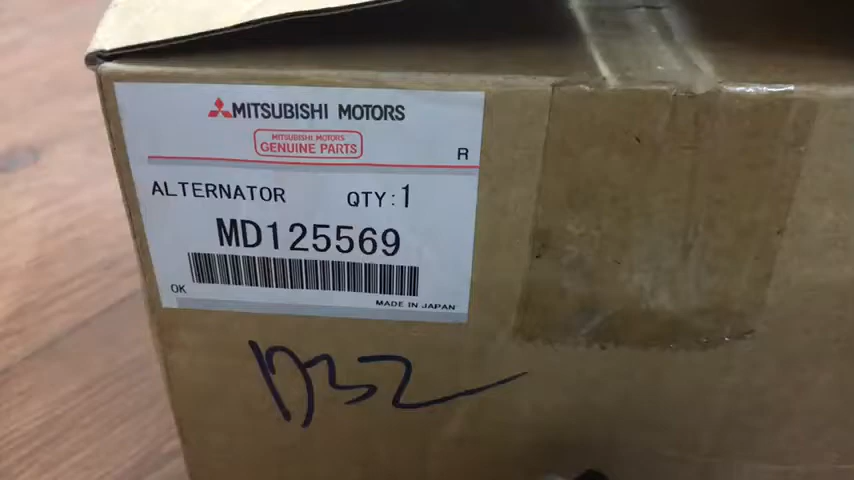 MITSUBISHI MOTORS
MITSUBISHI MOTORS
GENUINE PARTS
R
ALTERNATOR QTY:1
MD125569
OK
MADE IN JAPAN